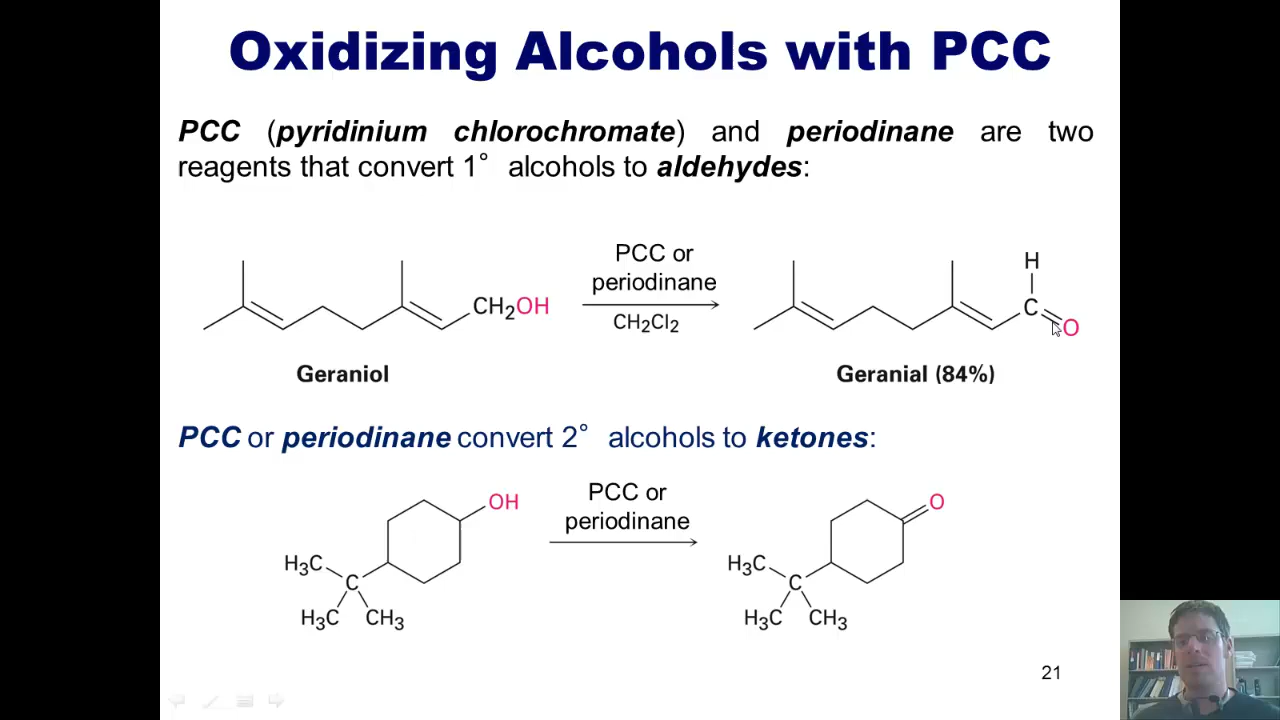 Oxidizing Alcohols with PCC
PCC (pyridinium chlorochromate) and periodinane are two
reagents that convert 1° alcohols to aldehydes:
PCC or
periodinane
CH2Cl2
CH2OH
H
C
O
Geraniol
Geranial (84%)
PCC or periodinane convert 2° alcohols to ketones:
OH
H3C
C
H3C CH3
PCC or
periodinane
O
H3C
C
H3C CH3
21